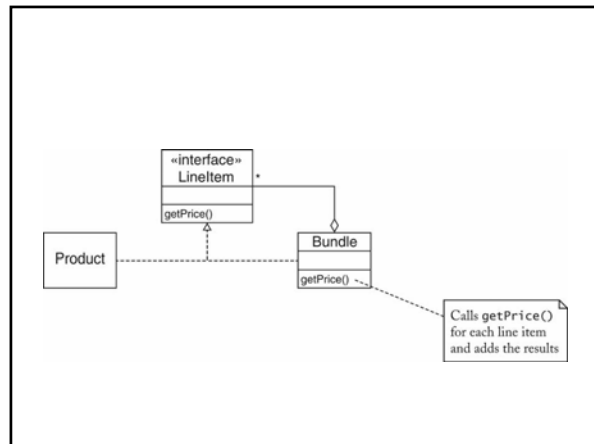 «interface»
LineItem
*
getPrice()
Product
Bundle
getPrice()
Calls getPrice()
for each line item
and adds the results